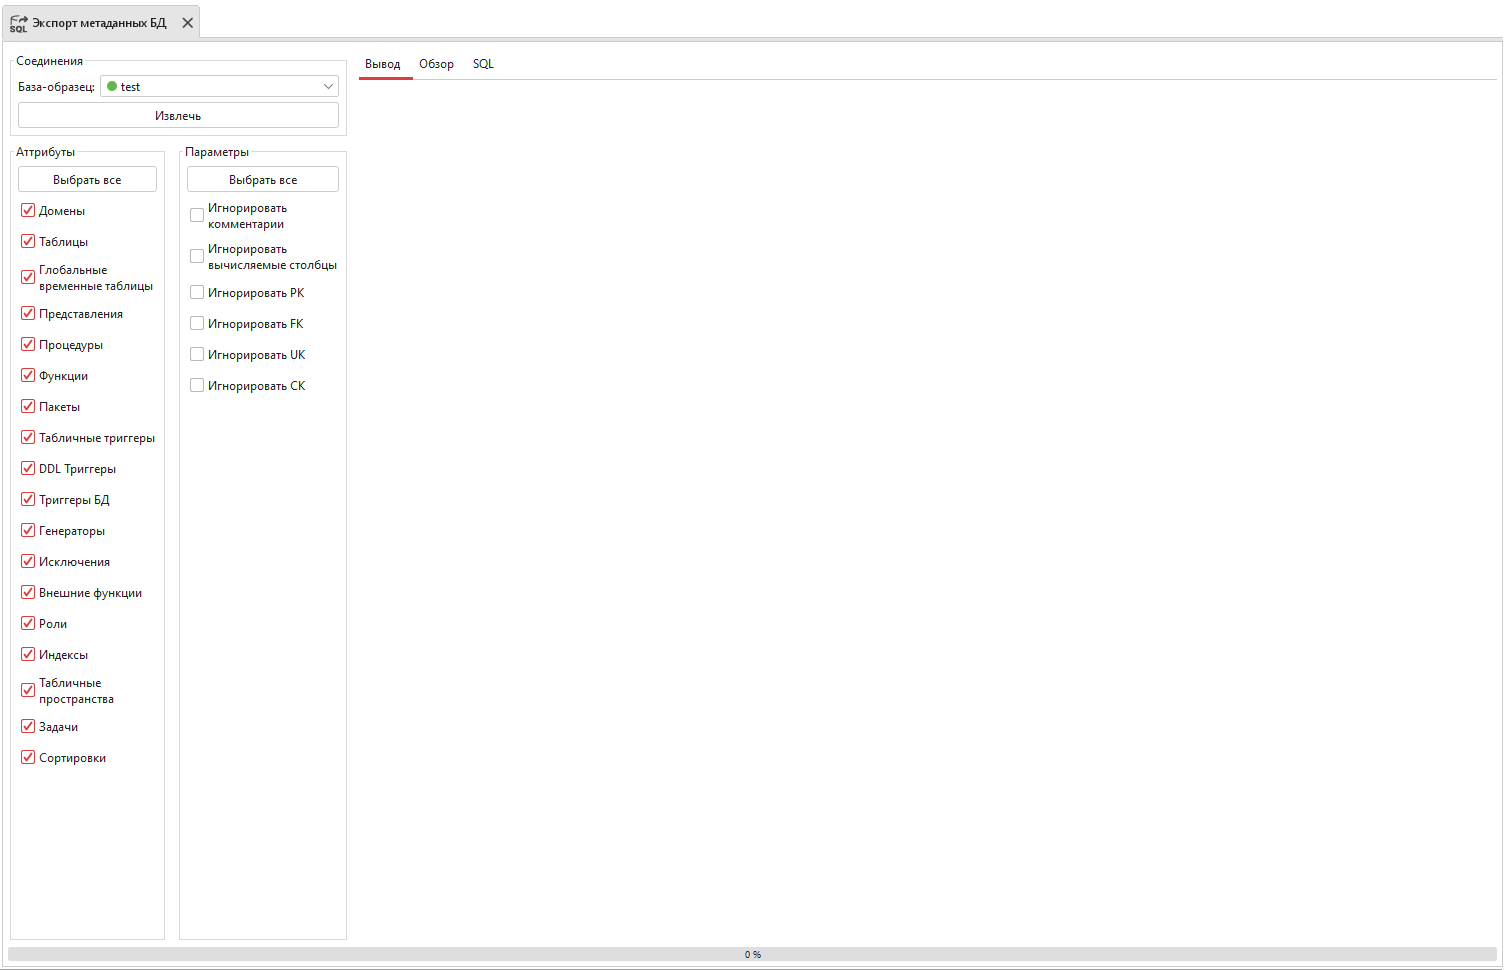 SQL
Экспорт метаданных БД
Соединения
База-образец:
test
Извлечь
Вывод
Обзор
SQL
Аттрибуты
Выбрать все
Домены
Таблицы
Глобальные
временные таблицы
Представления
Процедуры
Функции
Пакеты
Табличные триггеры
DDL Триггеры
Триггеры БД
Генераторы
Исключения
Внешние функции
Роли
Индексы
Табличные
пространства
Задачи
Сортировки
Параметры
Выбрать все
Игнорировать
комментарии
Игнорировать
вычисляемые столбцы
Игнорировать PK
Игнорировать FK
Игнорировать UK
Игнорировать CK
0 %